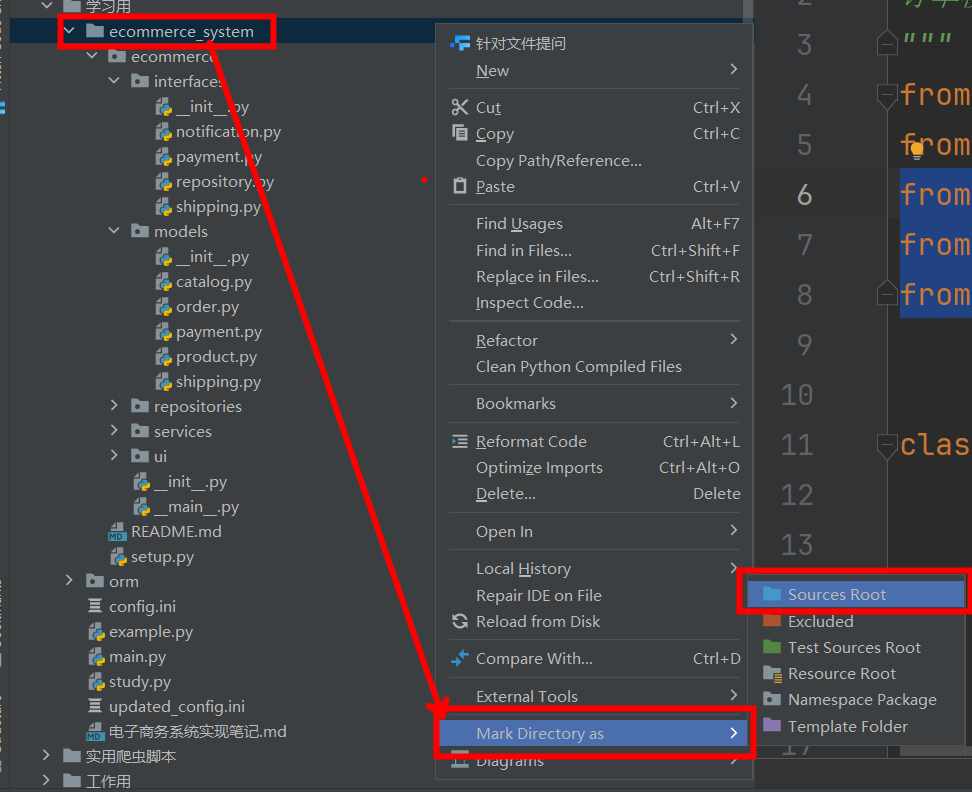 学习用
ecommerce_system
ecommerce
interfaces
__init__.py
notification.py
payment.py
repository.py
shipping.py
models
__init__.py
catalog.py
order.py
payment.py
product.py
shipping.py
repositories
services
ui
__init__.py
__main__.py
README.md
setup.py
orm
config.ini
example.py
main.py
study.py
updated_config.ini
电子商务系统实现笔记.md
实用爬虫脚本
工作用
针对文件提问
New
Cut Ctrl+X
Copy Ctrl+C
Copy Path/Reference...
Paste Ctrl+V
Find Usages Alt+F7
Find in Files... Ctrl+Shift+F
Replace in Files... Ctrl+Shift+R
Inspect Code...
Refactor
Clean Python Compiled Files
Bookmarks
Reformat Code Ctrl+Alt+L
Optimize Imports Ctrl+Alt+O
Delete... Delete
Open In
Local History
Repair IDE on File
Reload from Disk
Compare With... Ctrl+D
External Tools
Mark Directory as
Diagrams
Sources Root
Excluded
Test Sources Root
Resource Root
Namespace Package
Template Folder
3 """
4 from
5 from
6 from
7 from
8 from
9
10
11 clas
12
13
17